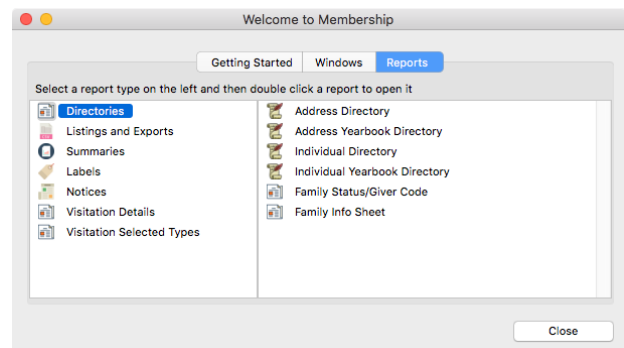 Welcome to Membership
Getting Started Windows Reports
Select a report type on the left and then double click a report to open it
Directories
Listings and Exports
Summaries
Labels
Notices
Visitation Details
Visitation Selected Types
Address Directory
Address Yearbook Directory
Individual Directory
Individual Yearbook Directory
Family Status/Giver Code
Family Info Sheet
Close